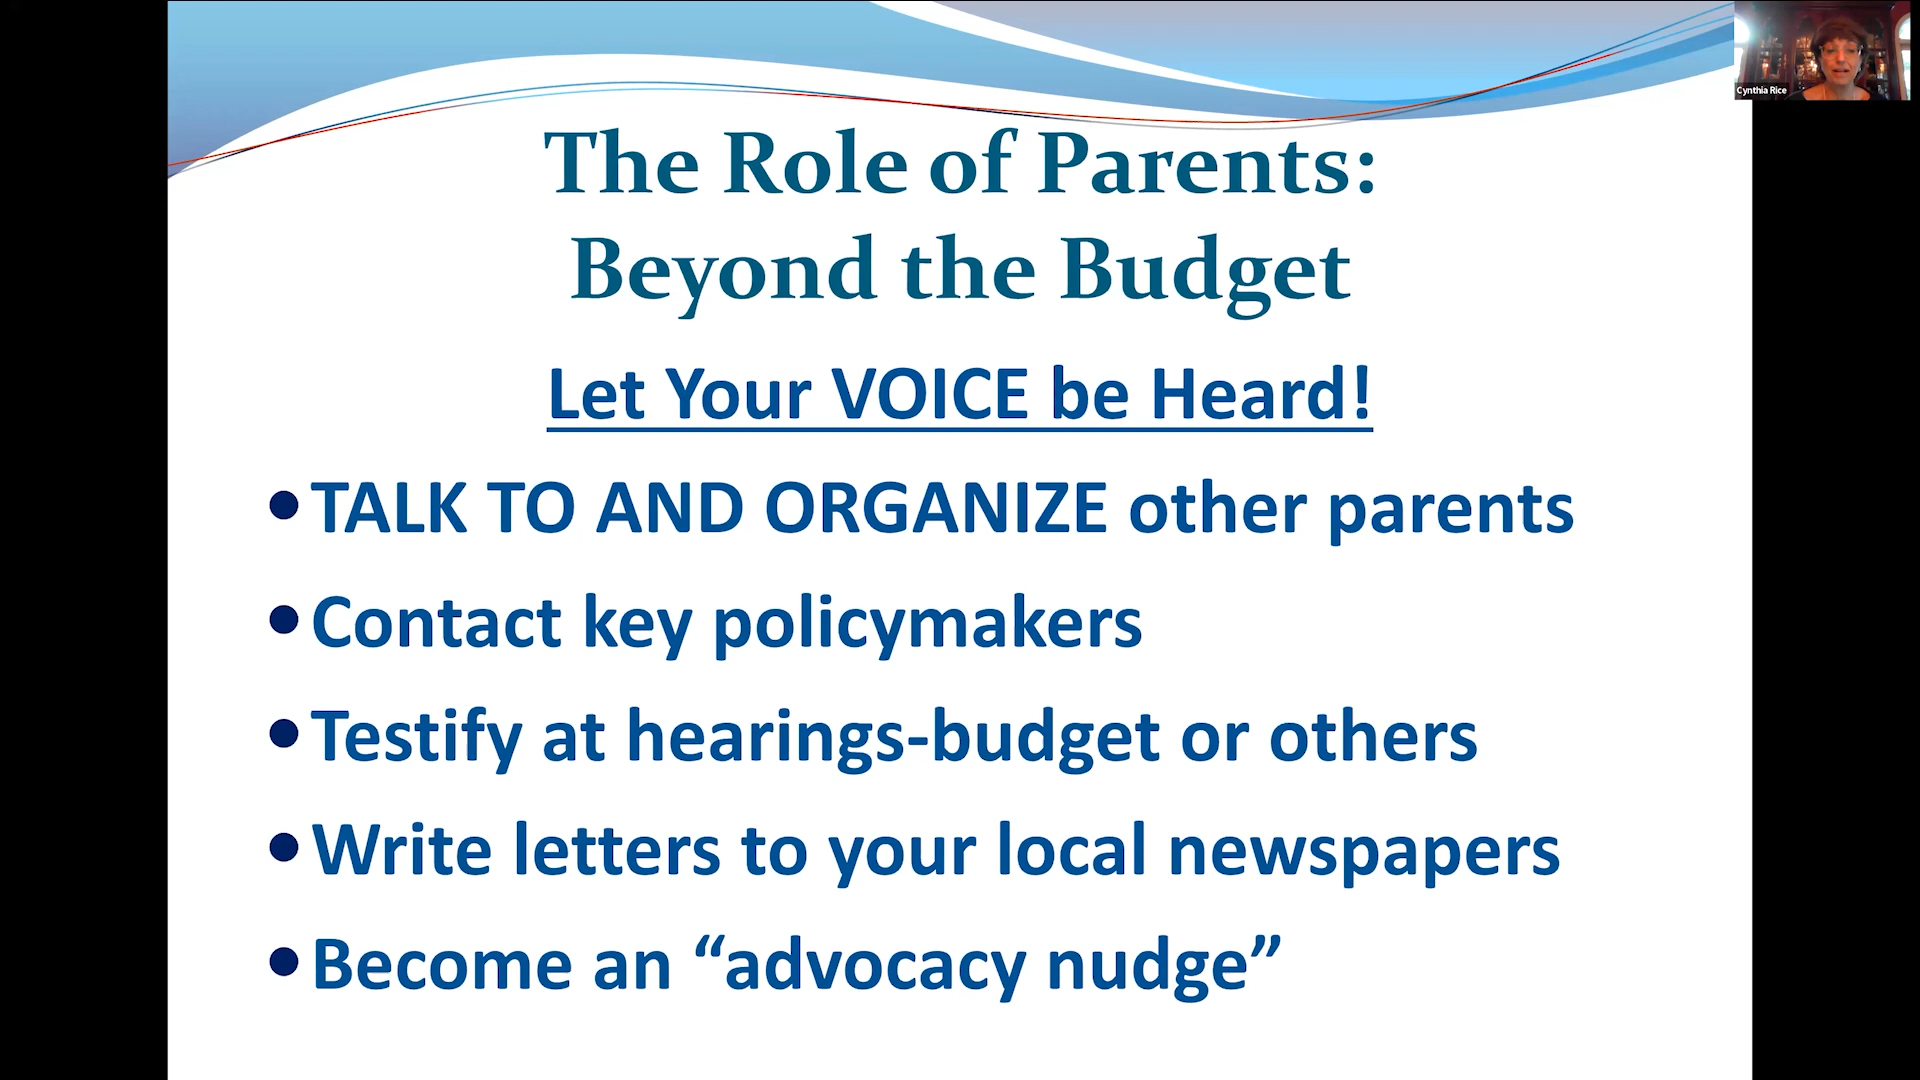 Cynthia Rice
The Role of Parents:
Beyond the Budget
Let Your VOICE be Heard!
•TALK TO AND ORGANIZE other parents
•Contact key policymakers
•Testify at hearings-budget or others
•Write letters to your local newspapers
•Become an “advocacy nudge”